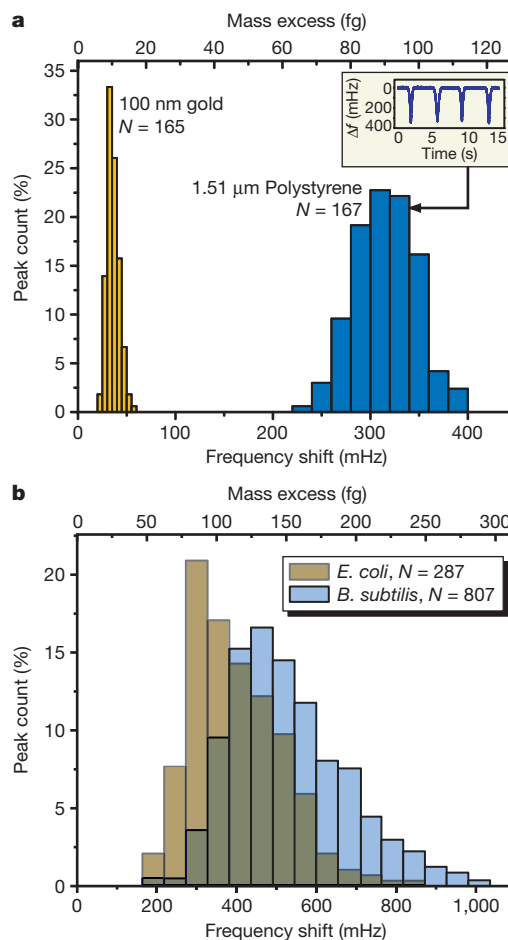 a
Mass excess (fg)
0 20 40 60 80 100 120
35
30
25
20
15
10
5
0
Peak count (%)
100 nm gold
N = 165
1.51 μm Polystyrene
N = 167
Δf (mHz)
0
200
400
0 5 10 15
Time (s)
0 100 200 300 400
Frequency shift (mHz)
b
Mass excess (fg)
0 50 100 150 200 250 300
20
15
10
5
0
Peak count (%)
E. coli, N = 287
B. subtilis, N = 807
0 200 400 600 800 1,000
Frequency shift (mHz)